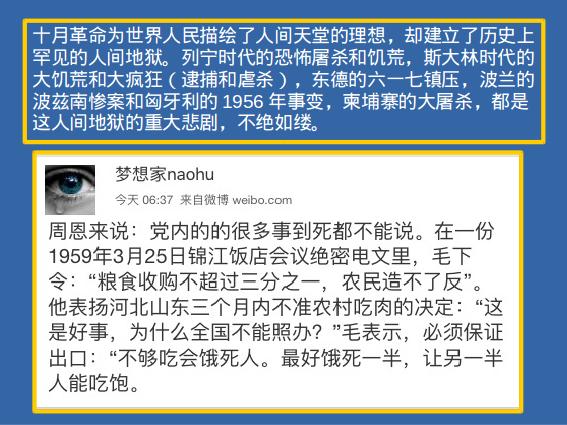 十月革命为世界人民描绘了人间天堂的理想，却建立了历史上
罕见的人间地狱。列宁时代的恐怖屠杀和饥荒，斯大林时代的
大饥荒和大疯狂（逮捕和虐杀），东德的六一七镇压，波兰的
波兹南惨案和匈牙利的 1956 年事变，柬埔寨的大屠杀，都是
这人间地狱的重大悲剧，不绝如缕。
梦想家naohu
今天 06:37 来自微博 weibo.com
周恩来说：党内的的很多事到死都不能说。在一份
1959年3月25日锦江饭店会议绝密电文里，毛下
令：“粮食收购不超过三分之一，农民造不了反”。
他表扬河北山东三个月内不准农村吃肉的决定：“这
是好事，为什么全国不能照办？”毛表示，必须保证
出口：“不够吃会饿死人。最好饿死一半，让另一半
人能吃饱。